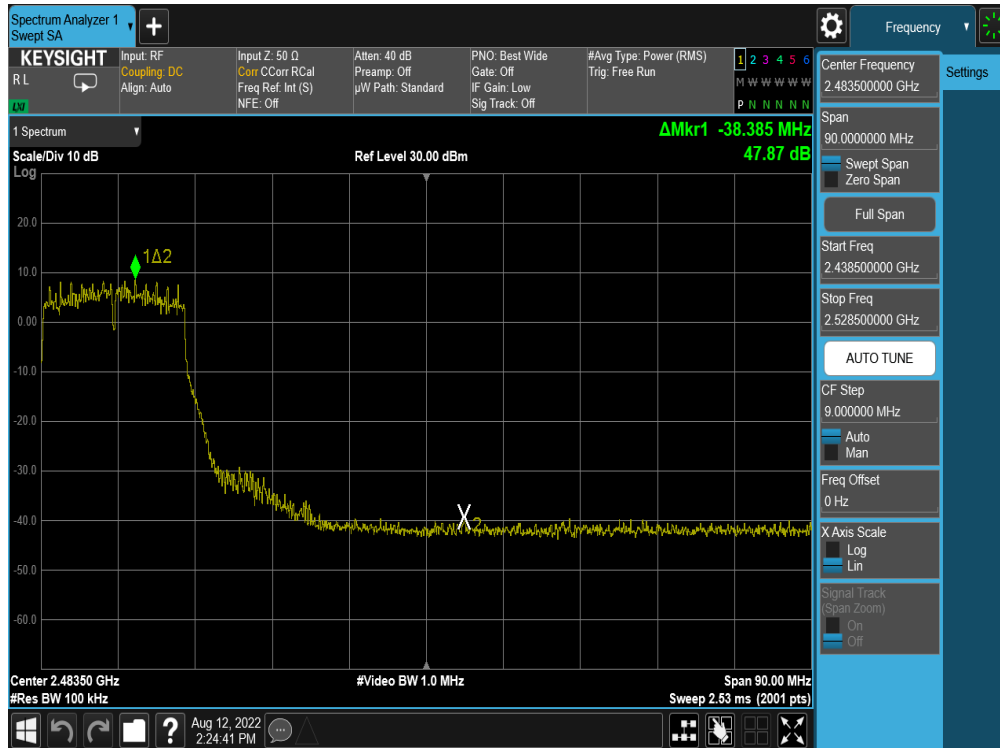 Spectrum Analyzer 1
Swept SA
Frequency
KEYSIGHT
R L
LXI
Input: RF
Coupling: DC
Align: Auto
Input Z: 50 Ω
Corr CCorr RCal
Freq Ref: Int (S)
NFE: Off
Atten: 40 dB
Preamp: Off
µW Path: Standard
PNO: Best Wide
Gate: Off
IF Gain: Low
Sig Track: Off
#Avg Type: Power (RMS)
Trig: Free Run
1 2 3 4 5 6
M W W W W W
P N N N N N
1 Spectrum
Scale/Div 10 dB
Ref Level 30.00 dBm
ΔMkr1 -38.385 MHz
47.87 dB
Log
20.0
10.0
0.00
-10.0
-20.0
-30.0
-40.0
-50.0
-60.0
1Δ2
X2
Center 2.48350 GHz
#Res BW 100 kHz
#Video BW 1.0 MHz
Span 90.00 MHz
Sweep 2.53 ms (2001 pts)
Center Frequency
2.483500000 GHz
Settings
Span
90.0000000 MHz
Swept Span
Zero Span
Full Span
Start Freq
2.438500000 GHz
Stop Freq
2.528500000 GHz
AUTO TUNE
CF Step
9.000000 MHz
Auto
Man
Freq Offset
0 Hz
X Axis Scale
Log
Lin
Signal Track
(Span Zoom)
On
Off
?
Aug 12, 2022
2:24:41 PM